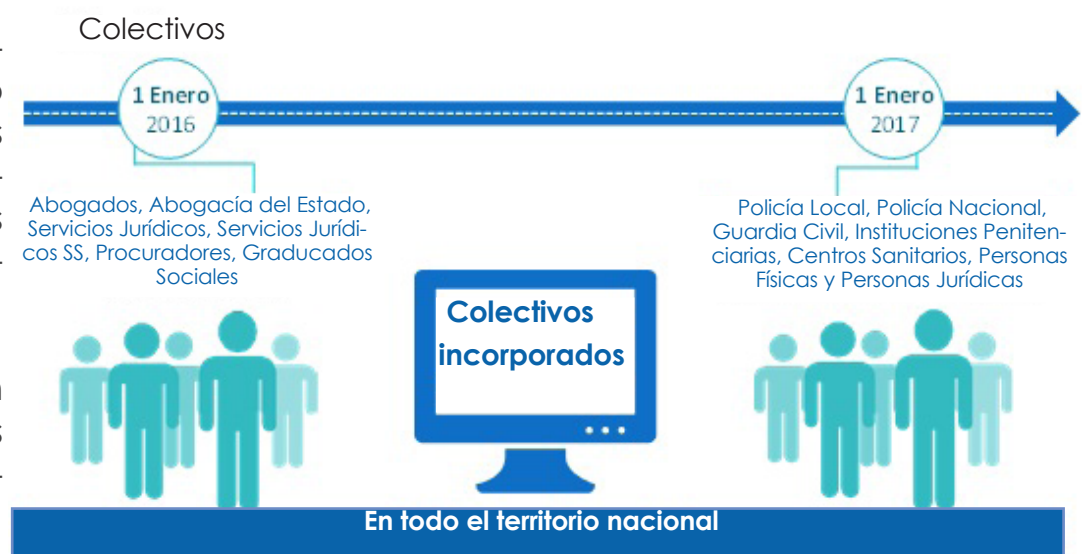 Colectivos
1 Enero
2016
1 Enero
2017
Abogados, Abogacía del Estado,
Servicios Jurídicos, Servicios Jurídi-
cos SS, Procuradores, Graducados
Sociales
Policía Local, Policía Nacional,
Guardia Civil, Instituciones Peniten-
ciarias, Centros Sanitarios, Personas
Físicas y Personas Jurídicas
Colectivos
incorporados
En todo el territorio nacional